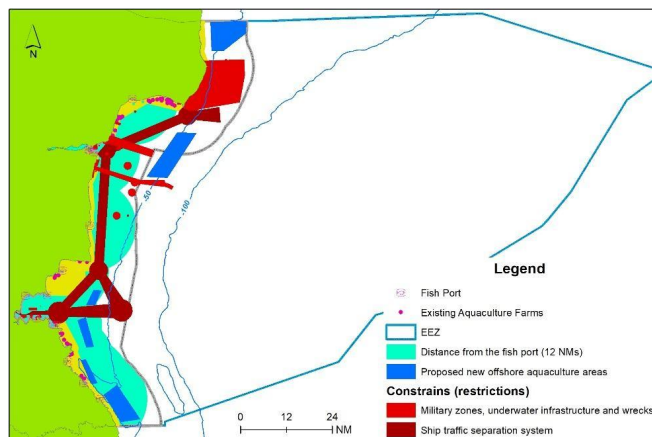 N
.50
.100
Legend
Fish Port
Existing Aquaculture Farms
EEZ
Distance from the fish port (12 NMs)
Proposed new offshore aquaculture areas
Constrains (restrictions)
Military zones, underwater infrastructure and wrecks
Ship traffic separation system
0 12 24
NM